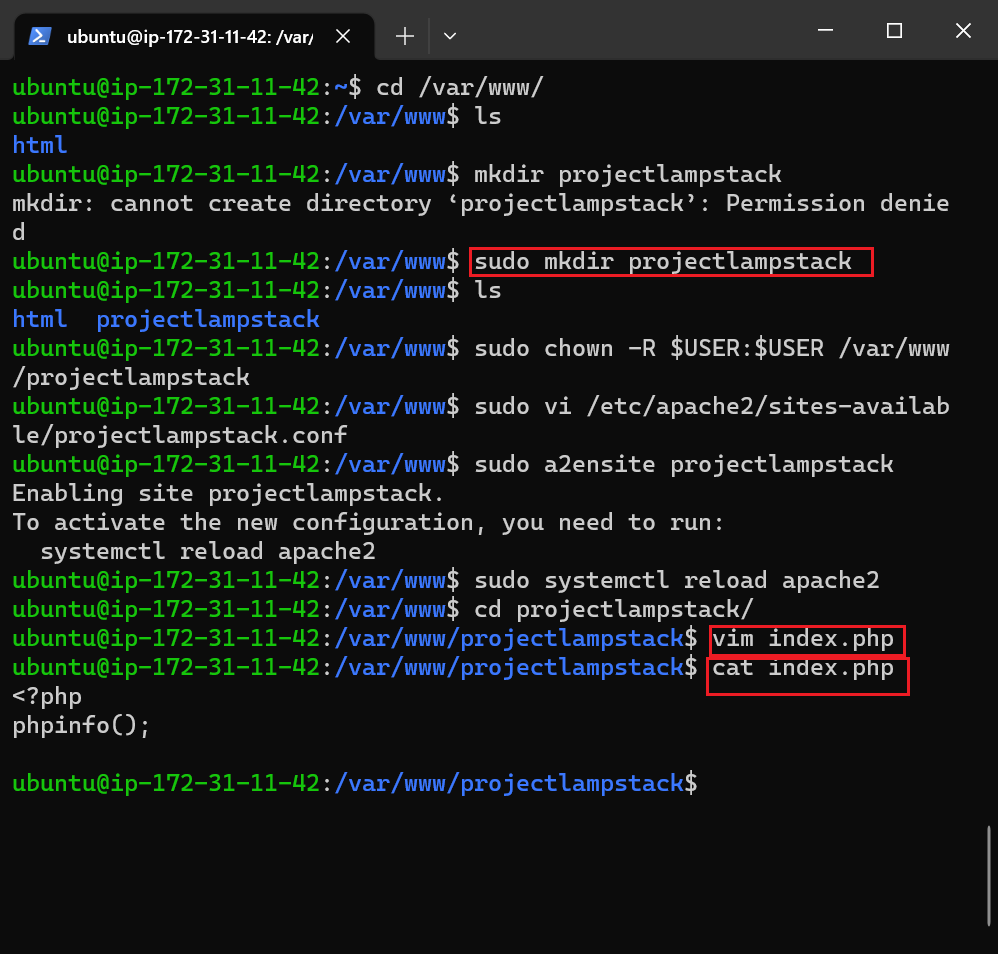 ubuntu@ip-172-31-11-42: /var/
ubuntu@ip-172-31-11-42:~$ cd /var/www/
ubuntu@ip-172-31-11-42:/var/www$ ls
html
ubuntu@ip-172-31-11-42:/var/www$ mkdir projectlampstack
mkdir: cannot create directory ‘projectlampstack’: Permission denie
d
ubuntu@ip-172-31-11-42:/var/www$ sudo mkdir projectlampstack
ubuntu@ip-172-31-11-42:/var/www$ ls
html  projectlampstack
ubuntu@ip-172-31-11-42:/var/www$ sudo chown -R $USER:$USER /var/www
/projectlampstack
ubuntu@ip-172-31-11-42:/var/www$ sudo vi /etc/apache2/sites-availab
le/projectlampstack.conf
ubuntu@ip-172-31-11-42:/var/www$ sudo a2ensite projectlampstack
Enabling site projectlampstack.
To activate the new configuration, you need to run:
  systemctl reload apache2
ubuntu@ip-172-31-11-42:/var/www$ sudo systemctl reload apache2
ubuntu@ip-172-31-11-42:/var/www$ cd projectlampstack/
ubuntu@ip-172-31-11-42:/var/www/projectlampstack$ vim index.php
ubuntu@ip-172-31-11-42:/var/www/projectlampstack$ cat index.php
<?php
phpinfo();
ubuntu@ip-172-31-11-42:/var/www/projectlampstack$